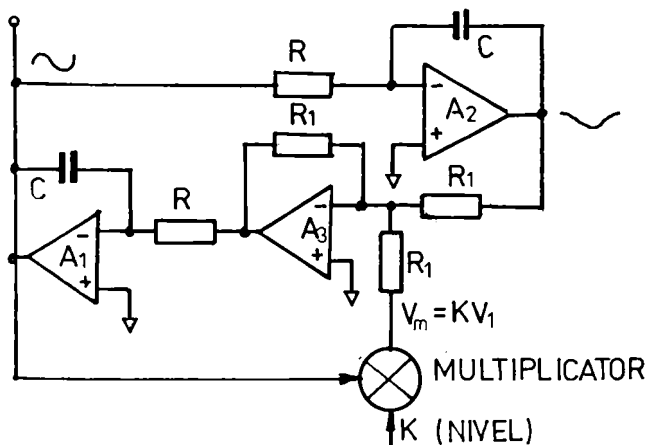 R
C
A2
-
+
R1
R1
C
R
A3
-
+
A1
-
+
R1
Vm = KV1
MULTIPLICATOR
K (NIVEL)